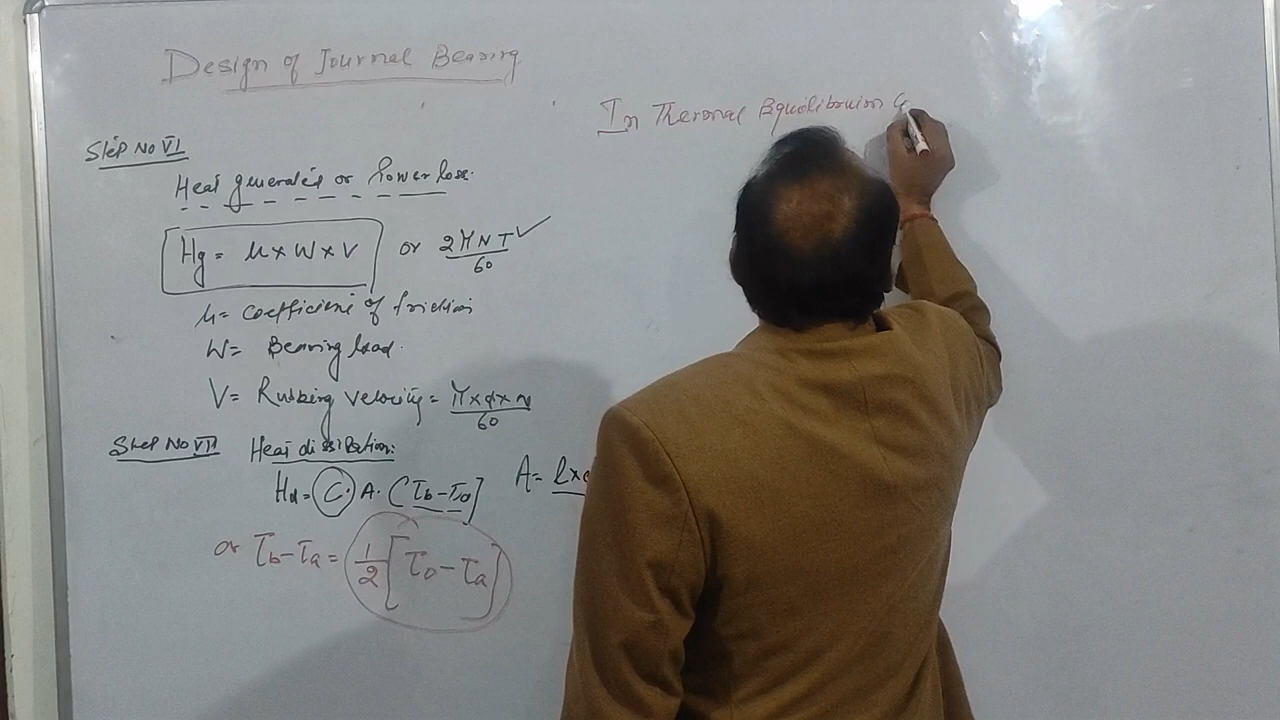 Design of Journal Bearing
In Thermal Equilibrium
Step No VI
Heat generated or Power loss.
Hg = μ × W × V or 2πNT/60 ✓
μ = coefficient of friction
W = Bearing load.
V = Rubbing velocity = π×d×N/60
Step No VII Heat dissipation:
Hd = C. A. (Tb - Ta] A = l×
or Tb - Ta = 1/2 [To - Ta]